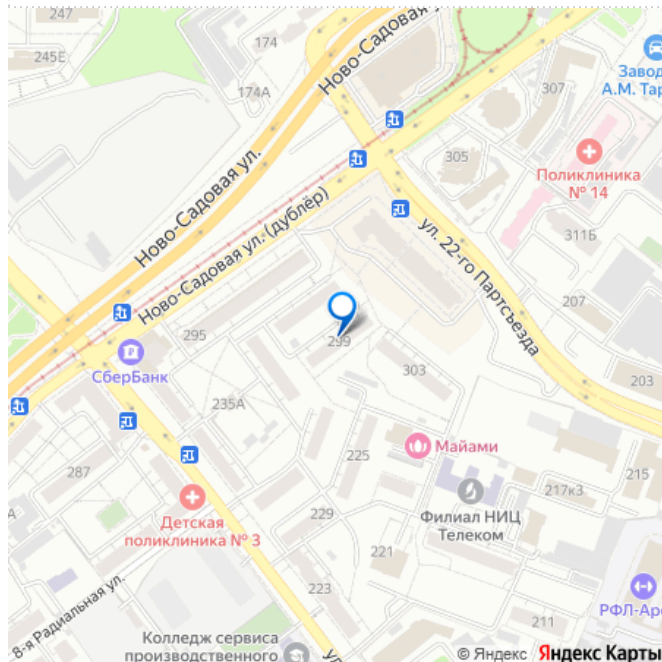 247
245Е
174
174А
Ново-Садовая у
307
Завод
А.М. Тар
305
Поликлиника
№ 14
Ново-Садовая ул.
311Б
ул. 22-го Партсъезда
Ново-Садовая ул. (дублёр)
207
295
299
СберБанк
303
203
235А
Майами
225
287
215
217к3
А
Филиал НИЦ
Телеком
229
Детская
поликлиника № 3
221
223
РФЛ-Аре
8-я Радиальная ул.
211
Колледж сервиса
производственного
у
© Яндекс Яндекс Карты